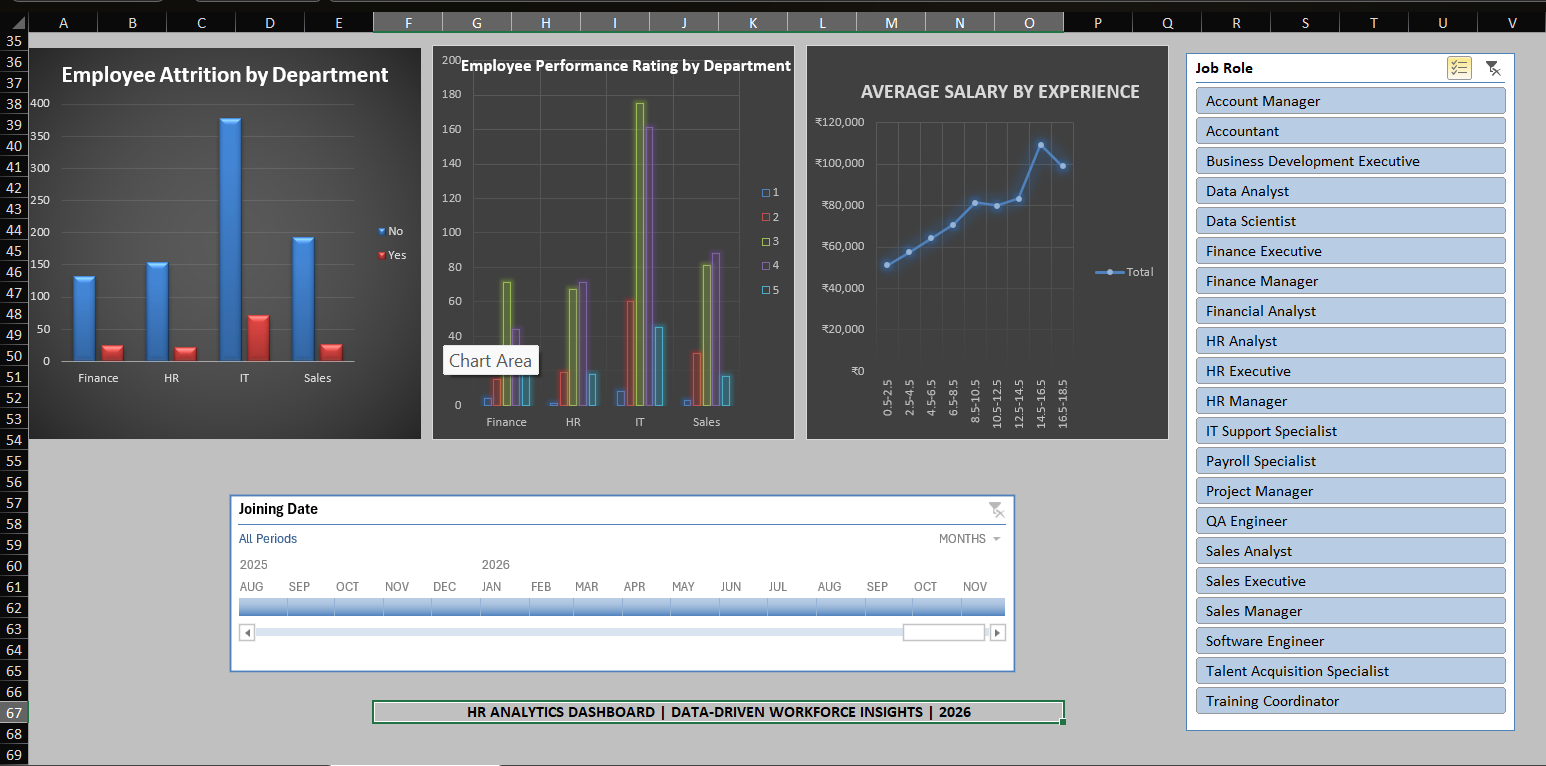 A B C D E F G H I J K L M N O P Q R S T U V
35
36
37
38
39
40
41
42
43
44
45
46
47
48
49
50
51
52
53
54
55
56
57
58
59
60
61
62
63
64
65
66
67
68
69
Employee Attrition by Department
400
350
300
250
200
150
100
50
0
Finance HR IT Sales
No
Yes
Employee Performance Rating by Department
200
180
160
140
120
100
80
60
40
0
Chart Area
Finance HR IT Sales
1
2
3
4
5
AVERAGE SALARY BY EXPERIENCE
₹120,000
₹100,000
₹80,000
₹60,000
₹40,000
₹20,000
₹0
0.5-2.5
2.5-4.5
4.5-6.5
6.5-8.5
8.5-10.5
10.5-12.5
12.5-14.5
14.5-16.5
16.5-18.5
Total
Job Role
Account Manager
Accountant
Business Development Executive
Data Analyst
Data Scientist
Finance Executive
Finance Manager
Financial Analyst
HR Analyst
HR Executive
HR Manager
IT Support Specialist
Payroll Specialist
Project Manager
QA Engineer
Sales Analyst
Sales Executive
Sales Manager
Software Engineer
Talent Acquisition Specialist
Training Coordinator
Joining Date
All Periods MONTHS
2025 2026
AUG SEP OCT NOV DEC JAN FEB MAR APR MAY JUN JUL AUG SEP OCT NOV
HR ANALYTICS DASHBOARD | DATA-DRIVEN WORKFORCE INSIGHTS | 2026